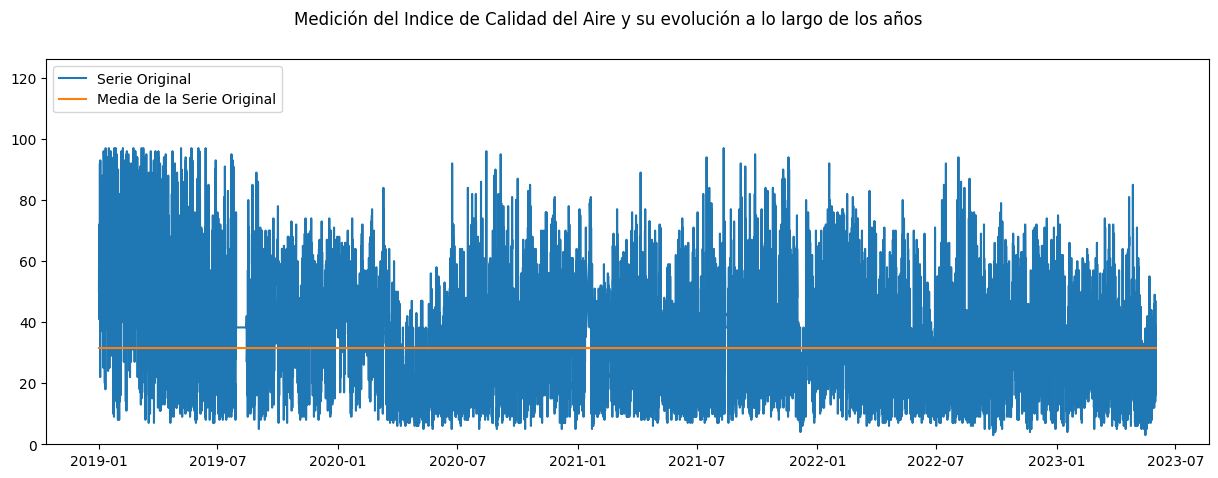 Medición del Indice de Calidad del Aire y su evolución a lo largo de los años
Serie Original
Media de la Serie Original
120
100
80
60
40
20
0
2019-01 2019-07 2020-01 2020-07 2021-01 2021-07 2022-01 2022-07 2023-01 2023-07